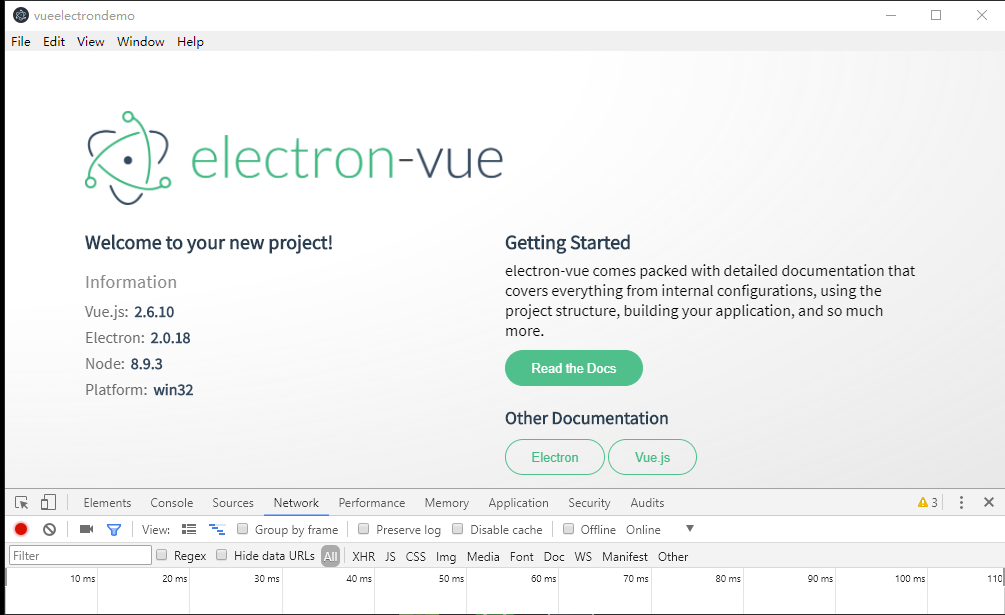 vueelectrondemo
File Edit View Window Help
electron-vue
Welcome to your new project!
Information
Vue.js: 2.6.10
Electron: 2.0.18
Node: 8.9.3
Platform: win32
Getting Started
electron-vue comes packed with detailed documentation that
covers everything from internal configurations, using the
project structure, building your application, and so much
more.
Read the Docs
Other Documentation
Electron Vue.js
Elements Console Sources Network Performance Memory Application Security Audits 3
View: Group by frame Preserve log Disable cache Offline Online
Filter Regex Hide data URLs All XHR JS CSS Img Media Font Doc WS Manifest Other
10 ms 20 ms 30 ms 40 ms 50 ms 60 ms 70 ms 80 ms 90 ms 100 ms 110